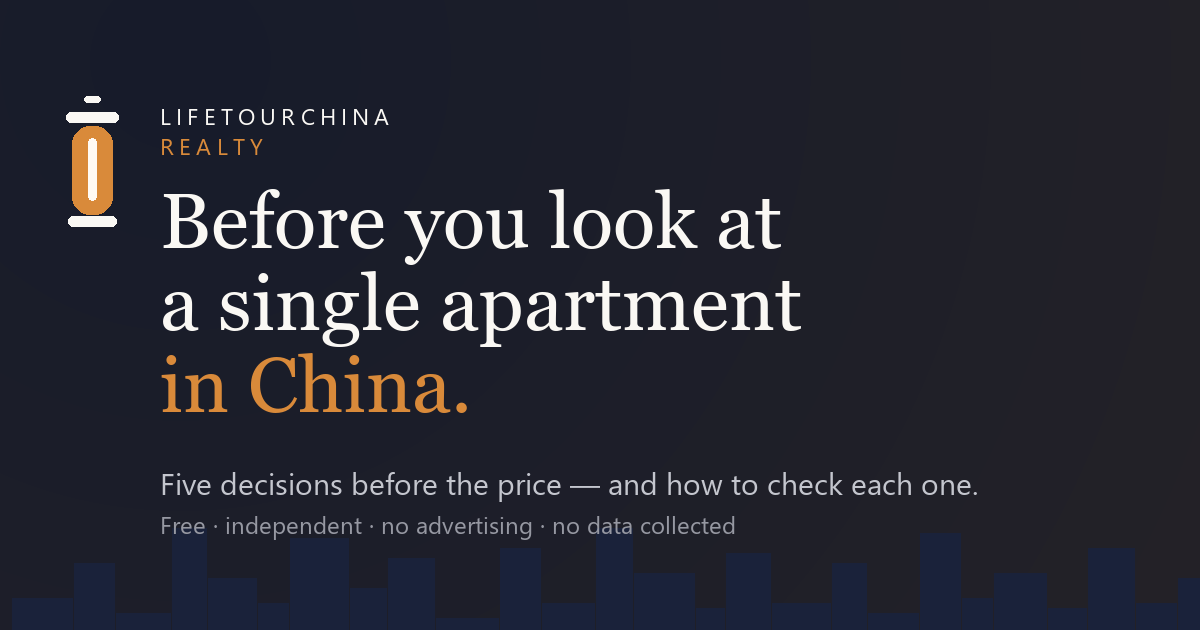 LIFETOURCHINA
REALTY
Before you look at
a single apartment
in China.
Five decisions before the price — and how to check each one.
Free · independent · no advertising · no data collected